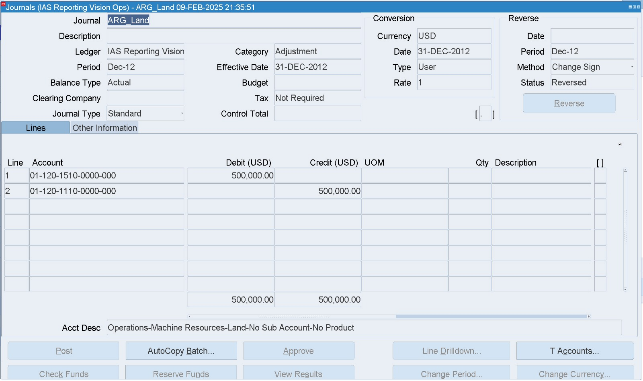 Journals (IAS Reporting Vision Ops) - ARG_Land 09-FEB-2025 21:35:51
Journal ARG_Land
Conversion
Reverse
Description
Currency USD
Date
Ledger IAS Reporting Vision
Category Adjustment
Date 31-DEC-2012
Period Dec-12
Period Dec-12
Effective Date 31-DEC-2012
Type User
Method Change Sign
Balance Type Actual
Budget
Rate 1
Status Reversed
Clearing Company
Tax Not Required
Reverse
Journal Type Standard
Control Total
[ ]
Lines Other Information
Line Account Debit (USD) Credit (USD) UOM Qty Description [ ]
1 01-120-1510-0000-000 500,000.00
2 01-120-1110-0000-000 500,000.00
500,000.00 500,000.00
Acct Desc Operations-Machine Resources-Land-No Sub Account-No Product
Post AutoCopy Batch... Approve Line Drilldown... T Accounts...
Check Funds Reserve Funds View Results Change Period... Change Currency...